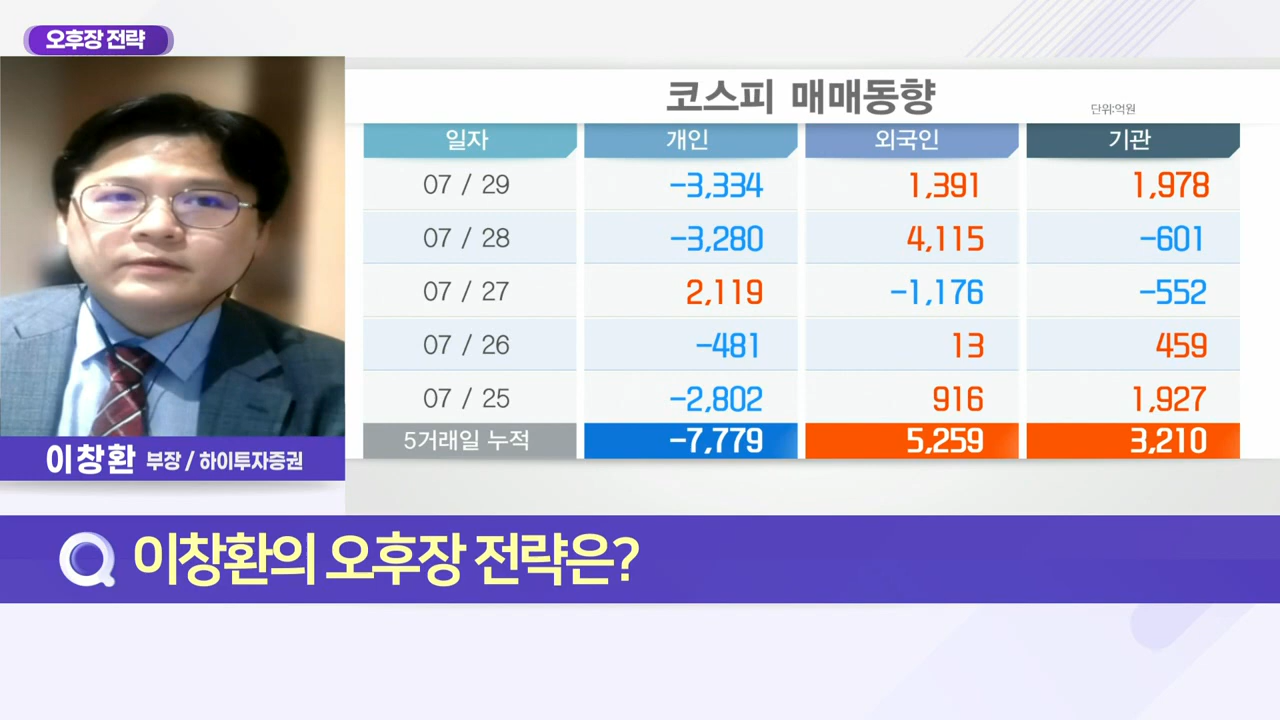 오후장 전략
코스피 매매동향
단위:억원
일자 개인 외국인 기관
07 / 29 -3,334 1,391 1,978
07 / 28 -3,280 4,115 -601
07 / 27 2,119 -1,176 -552
07 / 26 -481 13 459
07 / 25 -2,802 916 1,927
5거래일 누적 -7,779 5,259 3,210
이창환 부장 / 하이투자증권
Q 이창환의 오후장 전략은?